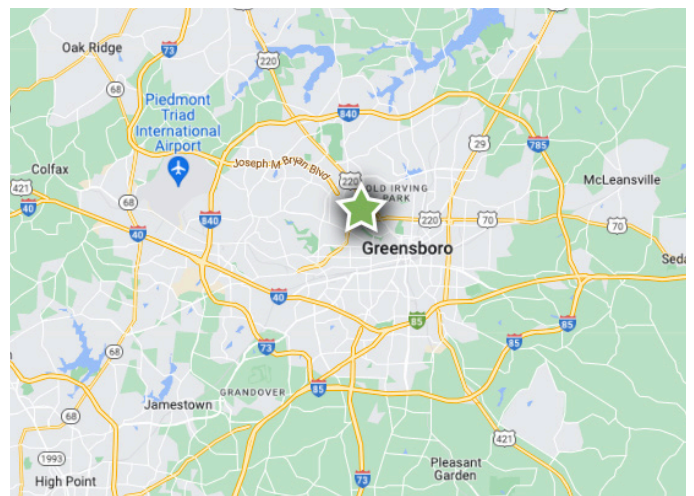 Oak Ridge
73
220
68
Piedmont
Triad
International
Airport
840
29
785
Joseph M Bryan Blvd
Colfax
421
40
68
220
OLD IRVING
PARK
McLeansville
220
70
70
840
40
Greensboro
Seda
40
85
85
73
85
68
GRANDOVER
85
Jamestown
68
421
1993
High Point
73
Pleasant
Garden